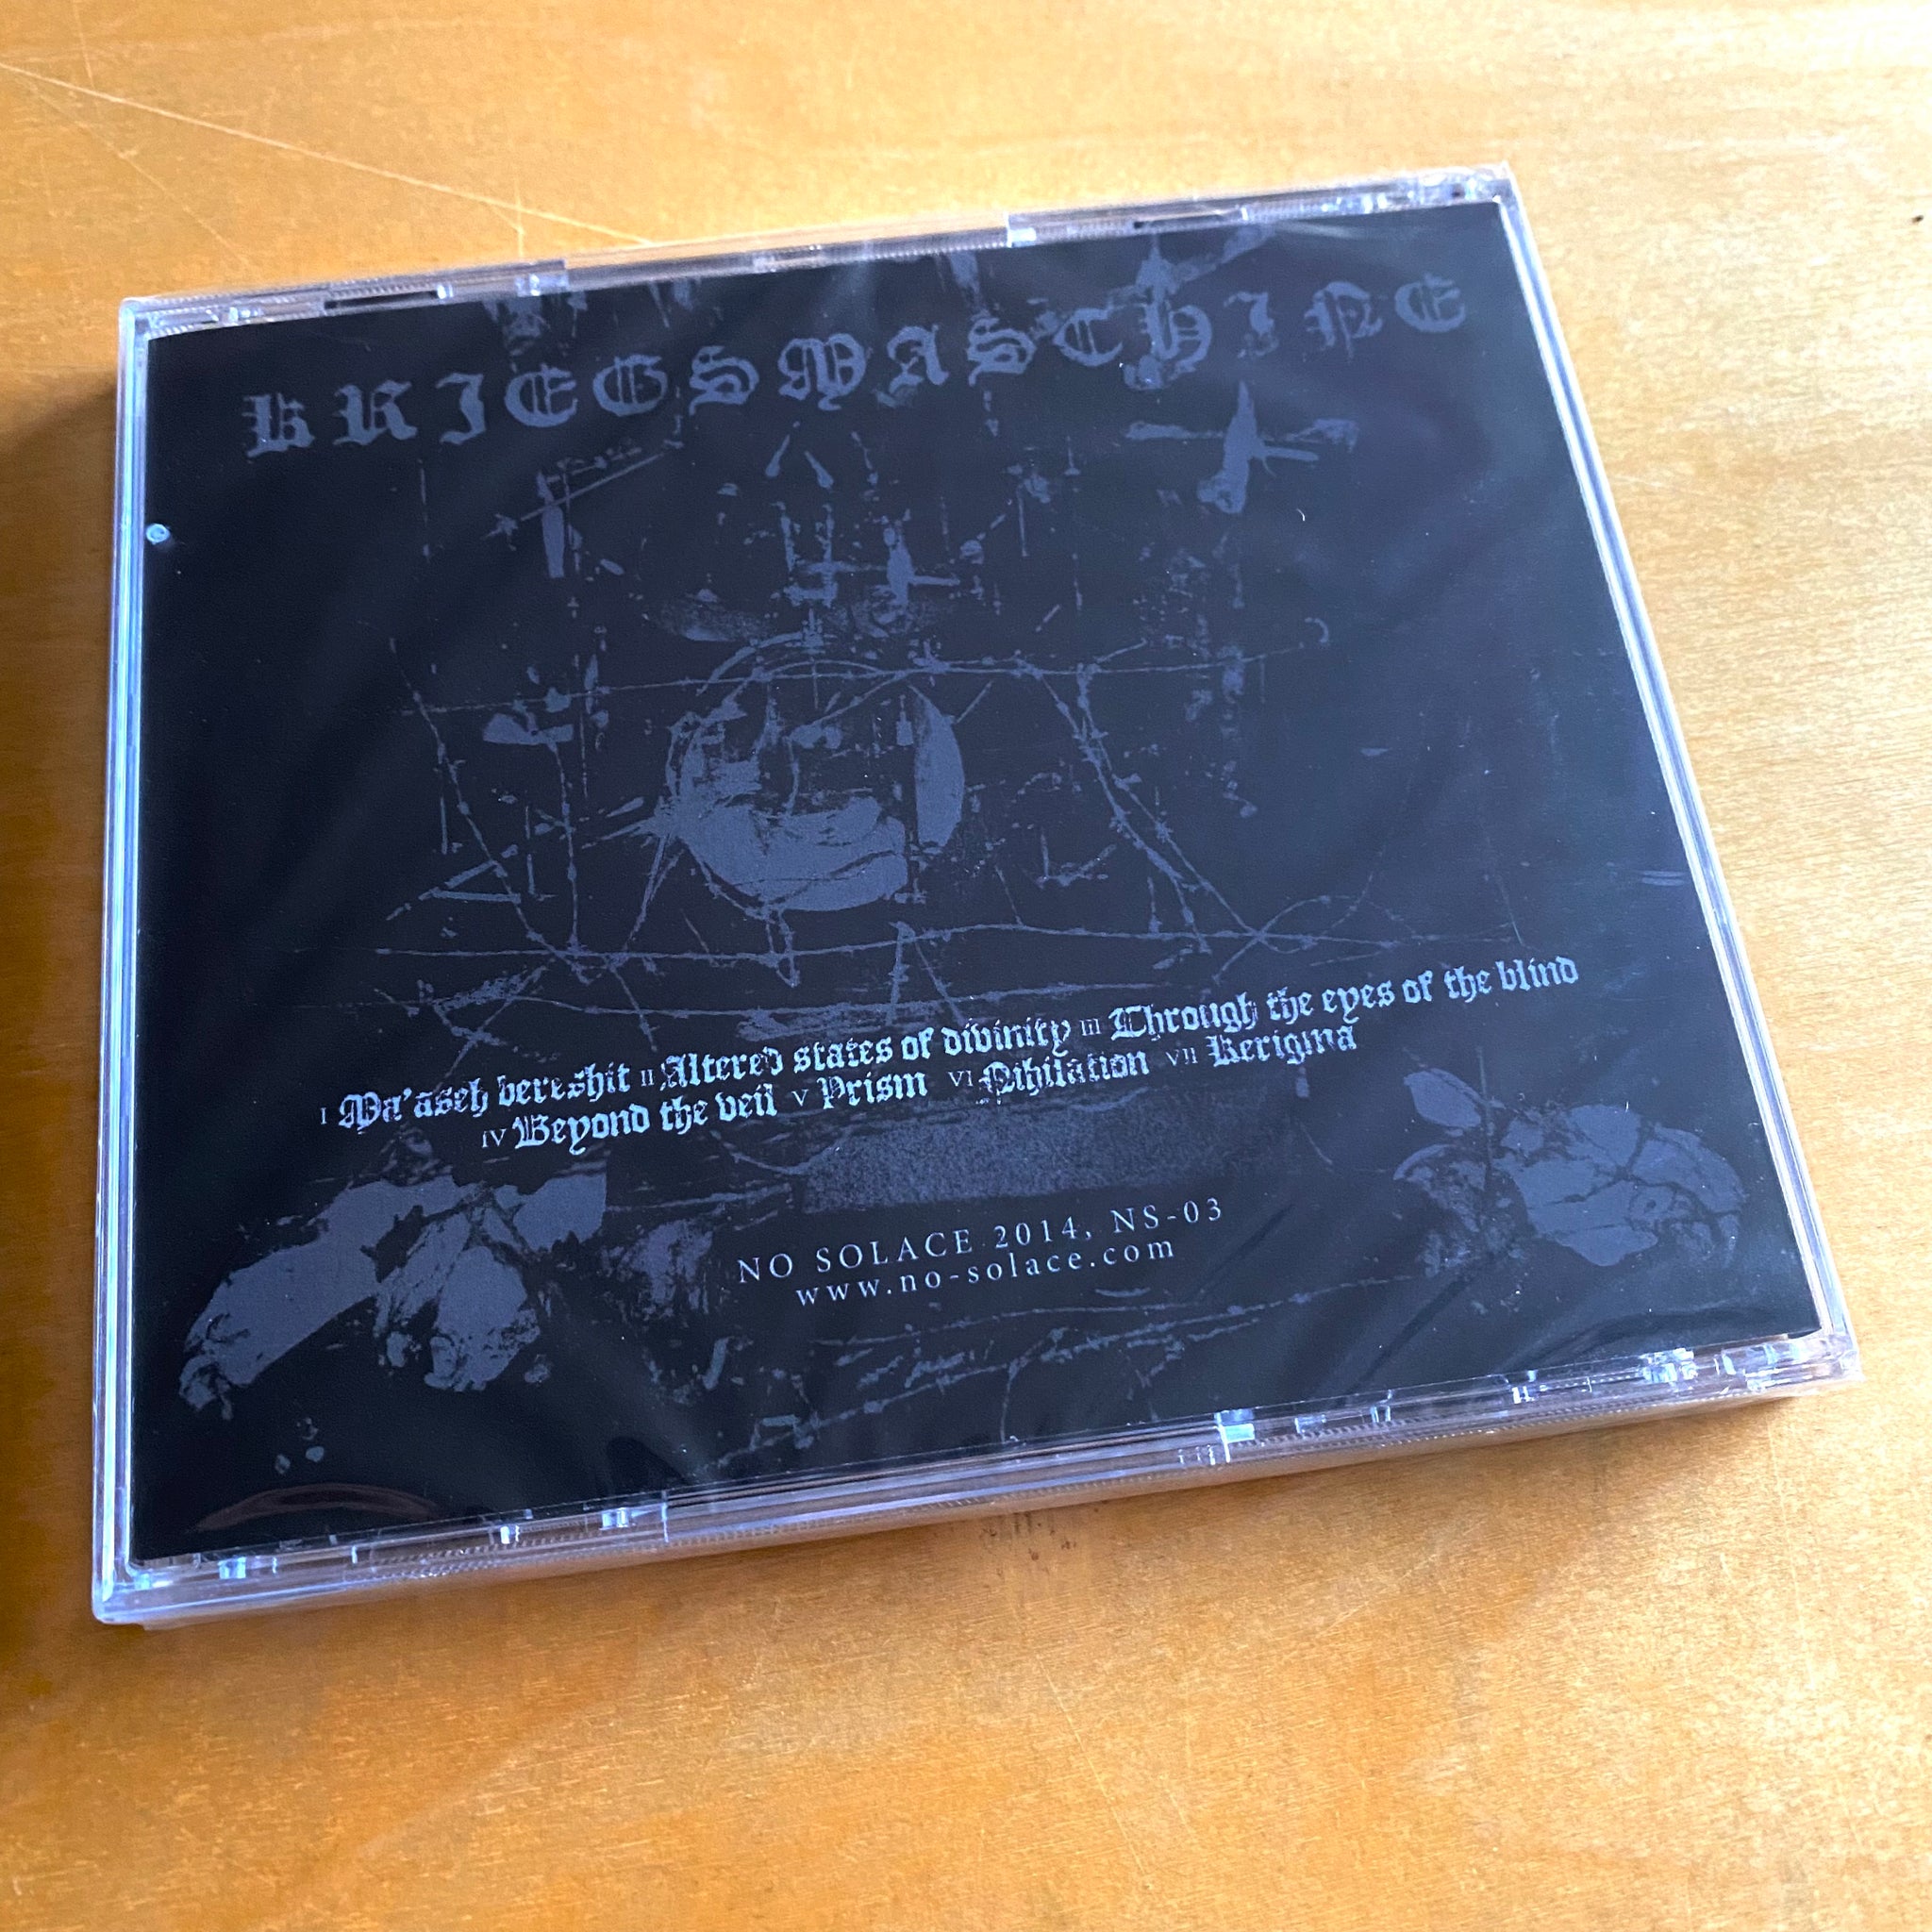 KRIEGSMASCHINE
I Ma'aseh bereshit II Altered states of divinity III Through the eyes of the blind
IV Beyond the veil V Prism VI Nihilation VII Kerigma
NO SOLACE 2014, NS-03
www.no-solace.com